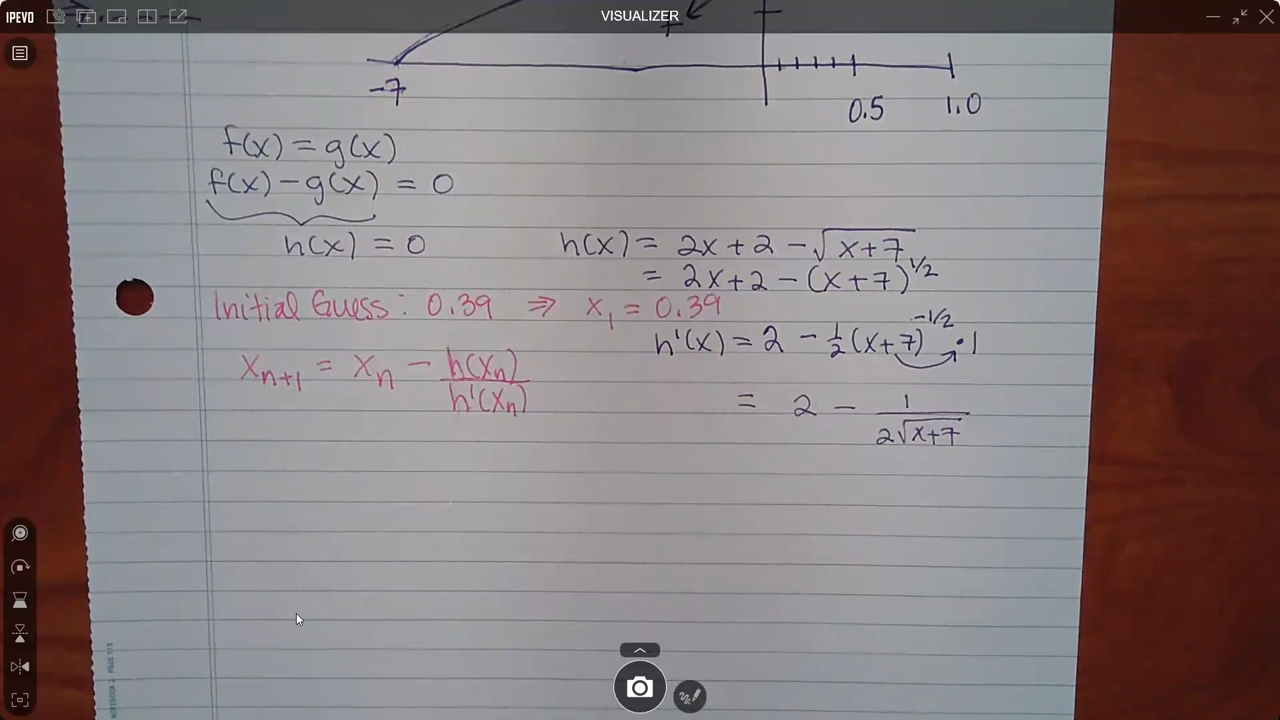 IPEVO
VISUALIZER
-7
0.5 1.0
f(x) = g(x)
f(x) - g(x) = 0
h(x) = 0
h(x) = 2x + 2 - √(x+7)
= 2x + 2 - (x+7)^1/2
Initial Guess: 0.39 ⇒ x₁ = 0.39
h'(x) = 2 - 1/2 (x+7)^-1/2 • 1
xₙ₊₁ = xₙ - h(xₙ)/h'(xₙ)
= 2 - 1/(2√(x+7))